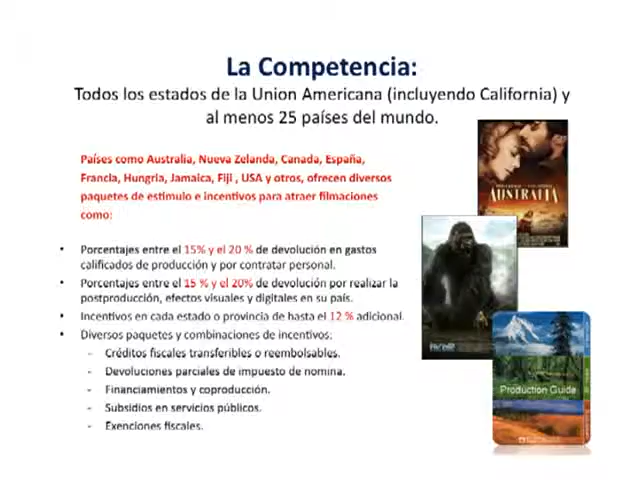 La Competencia:
Todos los estados de la Union Americana (incluyendo California) y
al menos 25 países del mundo.
Países como Australia, Nueva Zelanda, Canada, España,
Francia, Hungria, Jamaica, Fiji , USA y otros, ofrecen diversos
paquetes de estimulo e incentivos para atraer filmaciones
como:
• Porcentajes entre el 15% y el 20 % de devolución en gastos
calificados de producción y por contratar personal.
• Porcentajes entre el 15 % y el 20% de devolución por realizar la
postproducción, efectos visuales y digitales en su país.
• Incentivos en cada estado o provincia de hasta el 12 % adicional.
• Diversos paquetes y combinaciones de incentivos:
- Créditos fiscales transferibles o reembolsables.
- Devoluciones parciales de impuesto de nomina.
- Financiamientos y coproducción.
- Subsidios en servicios públicos.
- Exenciones fiscales.
AUSTRALIA
Production Guide